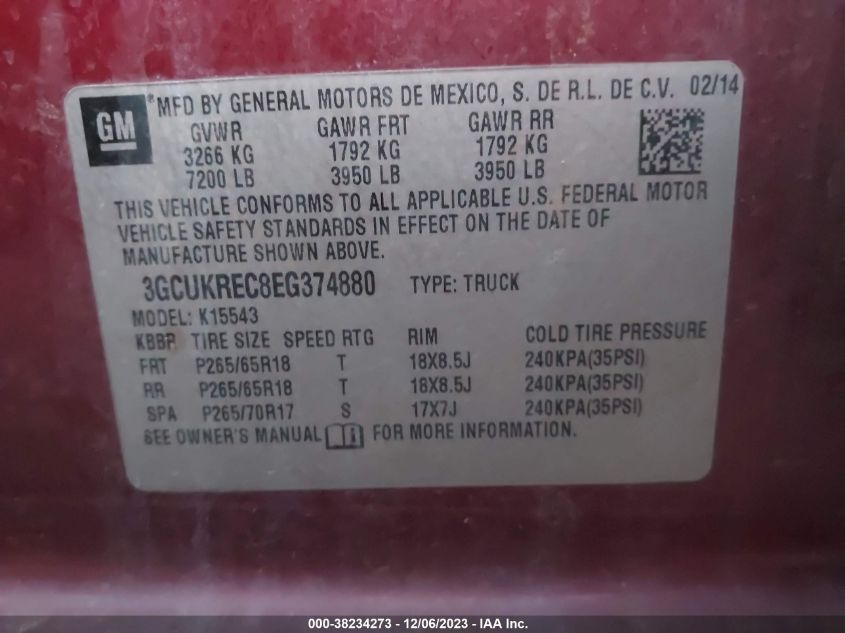 GM
*MFD BY GENERAL MOTORS DE MEXICO, S. DE R.L. DE C.V. 02/14
GVWR GAWR FRT GAWR RR
3266 KG 1792 KG 1792 KG
7200 LB 3950 LB 3950 LB
THIS VEHICLE CONFORMS TO ALL APPLICABLE U.S. FEDERAL MOTOR
VEHICLE SAFETY STANDARDS IN EFFECT ON THE DATE OF
MANUFACTURE SHOWN ABOVE.
3GCUKREC8EG374880 TYPE: TRUCK
MODEL: K15543
KBBP TIRE SIZE SPEED RTG RIM COLD TIRE PRESSURE
FRT P265/65R18 T 18X8.5J 240KPA(35PSI)
RR P265/65R18 T 18X8.5J 240KPA(35PSI)
SPA P265/70R17 S 17X7J 240KPA(35PSI)
SEE OWNER'S MANUAL FOR MORE INFORMATION.
000-38234273 - 12/06/2023 - IAA Inc.